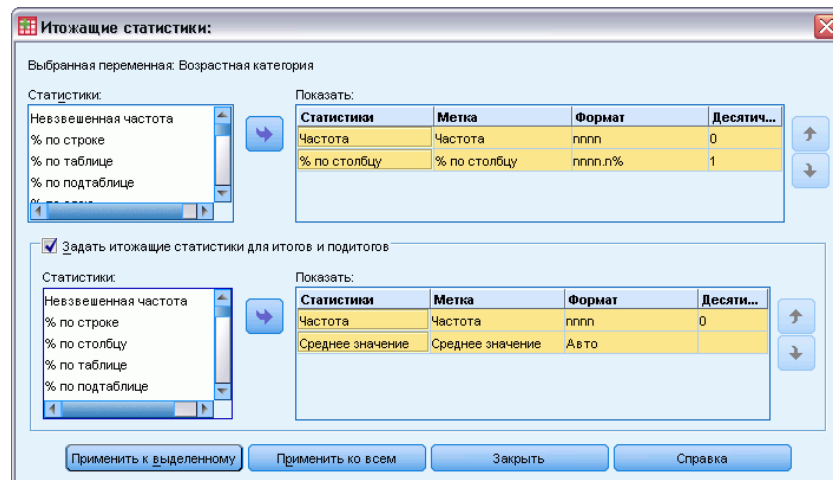 Итожащие статистики:
Выбранная переменная: Возрастная категория
Статистики:
Невзвешенная частота
% по строке
% по таблице
% по подтаблице
Показать:
Статистики Метка Формат Десятич...
Частота Частота nnnn 0
% по столбцу % по столбцу nnnn.n% 1
Задать итожащие статистики для итогов и подитогов
Статистики:
Невзвешенная частота
% по строке
% по столбцу
% по таблице
% по подтаблице
Показать:
Статистики Метка Формат Десяти...
Частота Частота nnnn 0
Среднее значение Среднее значение Авто
Применить к выделенному Применить ко всем Закрыть Справка